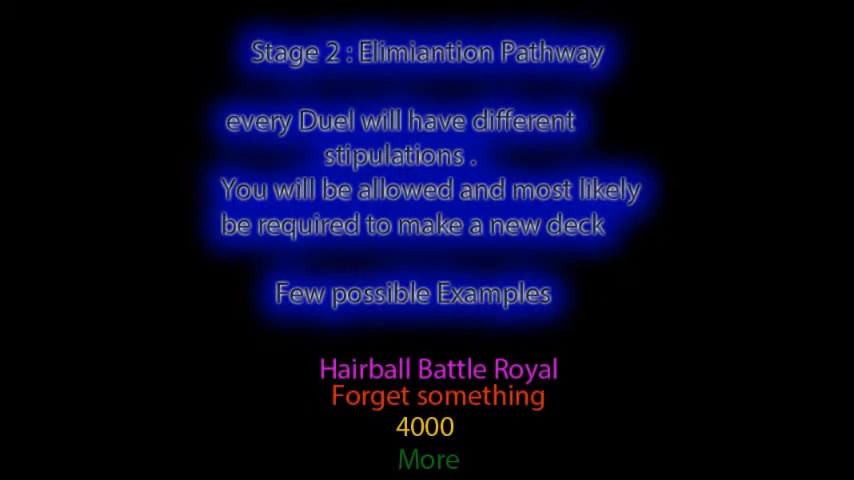 Stage 2 : Elimiantion Pathway
every Duel will have different
stipulations .
You will be allowed and most likely
be required to make a new deck
Few possible Examples
Hairball Battle Royal
Forget something
4000
More